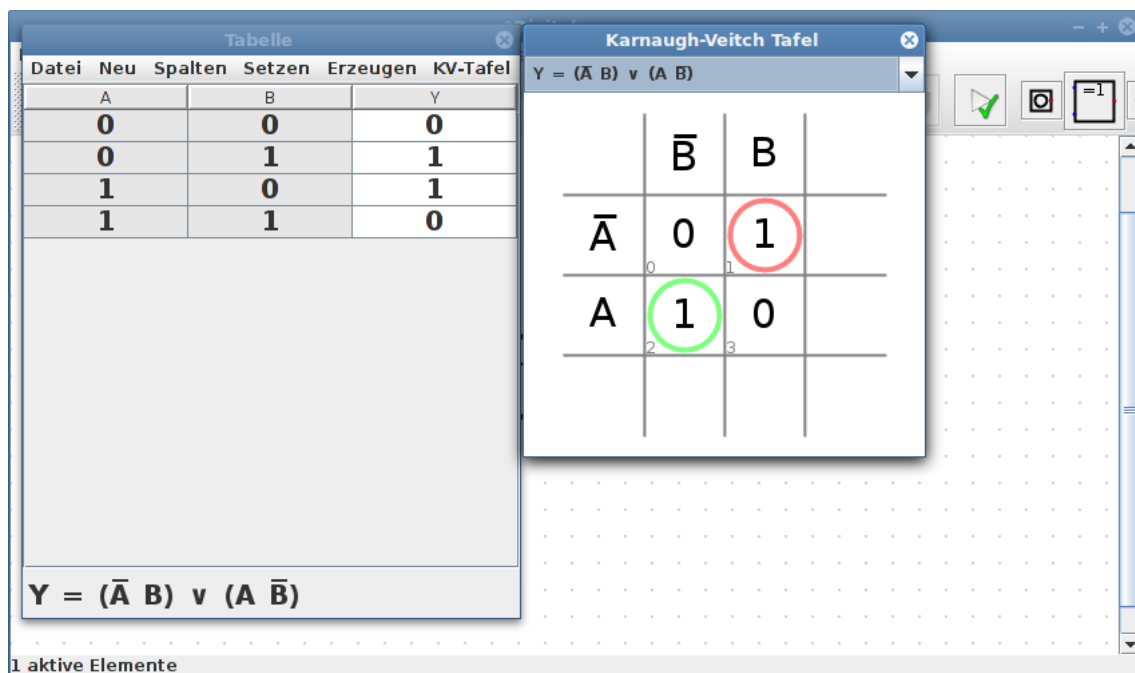 Tabelle
Datei Neu Spalten Setzen Erzeugen KV-Tafel
A B Y
0 0 0
0 1 1
1 0 1
1 1 0
Y = (A̅ B) ∨ (A B̅)
Karnaugh-Veitch Tafel
Y = (A̅ B) ∨ (A B̅)
B̅ B
A̅ 0 1
0 1
A 1 0
2 3
=1
1 aktive Elemente